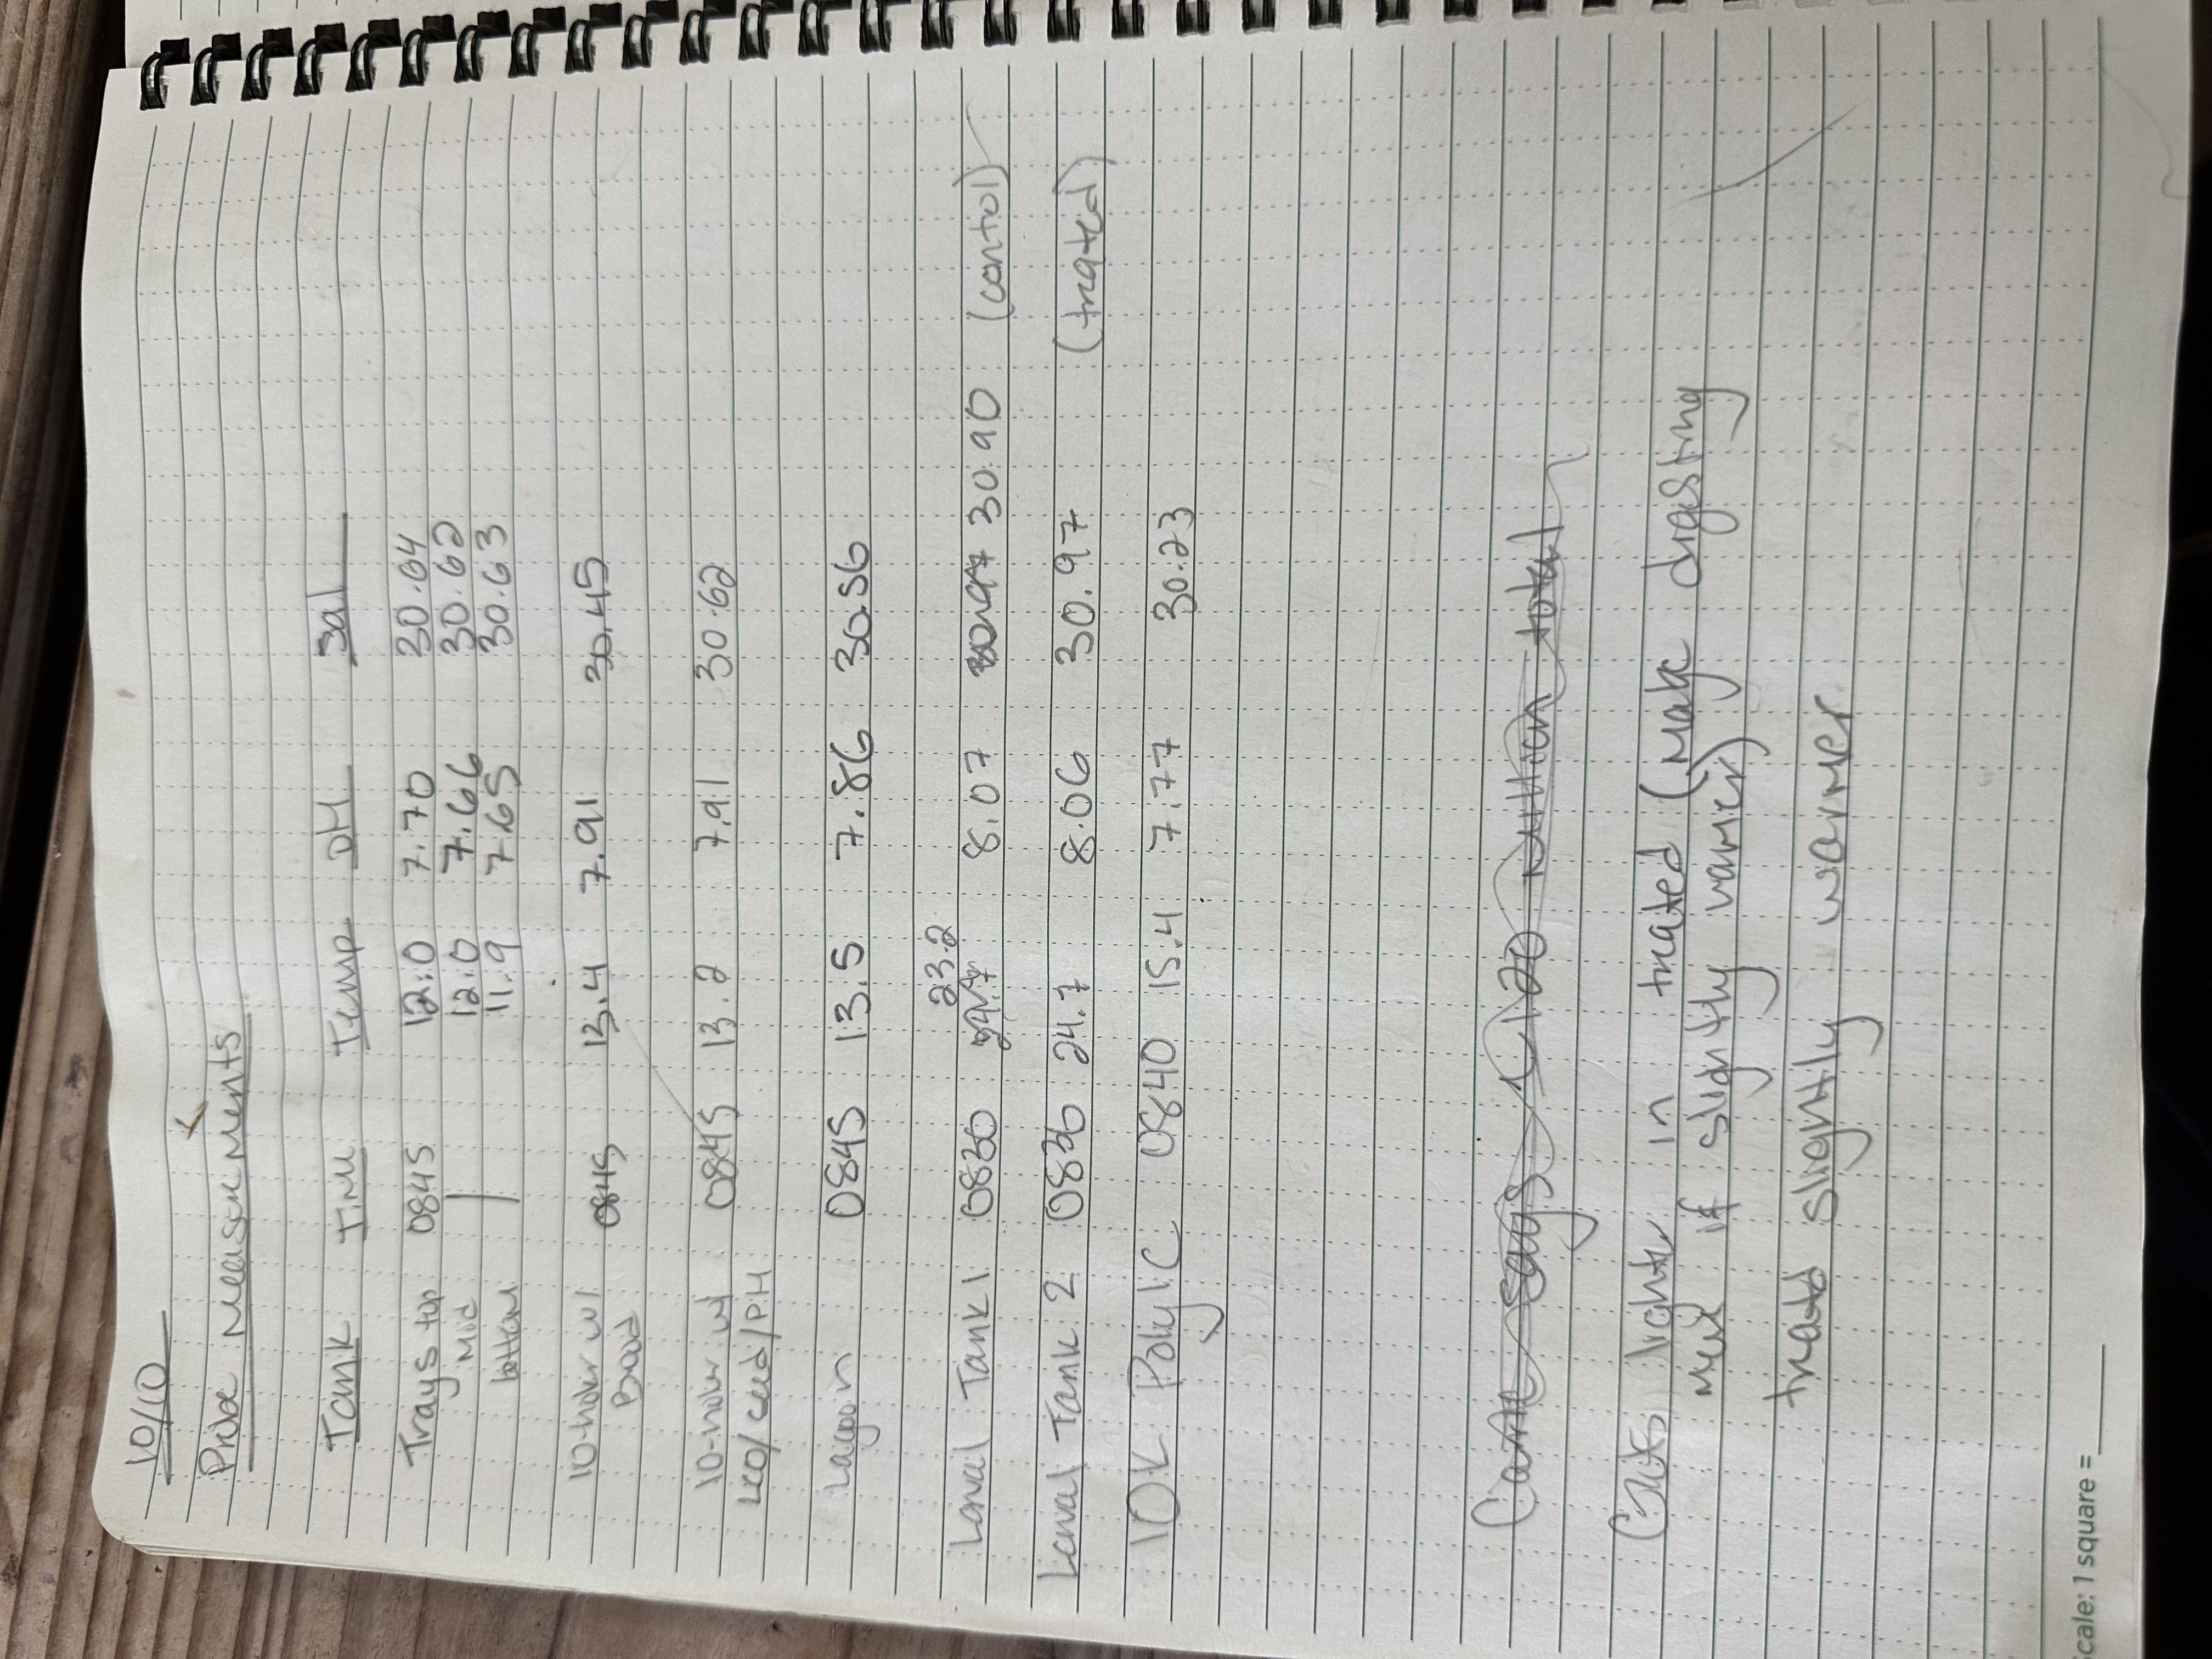 10/10
Probe Measurements
Tank Time Temp pH Sal
Trays top 0845 12.0 7.70 30.64
Mid 12.0 7.66 30.62
bottom 11.9 7.65 30.63
10-holer w/ 0845 13.4 7.91 30.45
Brood
10-holer w/ 0845 13.2 7.91 30.62
LCO/seed/PH
Lagoon 0845 13.5 7.86 30.56
23.2
Larval Tank 1 0830 24.7 8.07 30.97 30.90 (control)
Larval Tank 2 0836 24.7 8.06 30.97 (treated)
10K Poly IC 0840 15.4 7.77 30.23
says 120 million total
Guts lighter in treated (maybe digesting
more if slightly warmer)
treated slightly warmer
Scale: 1 square =